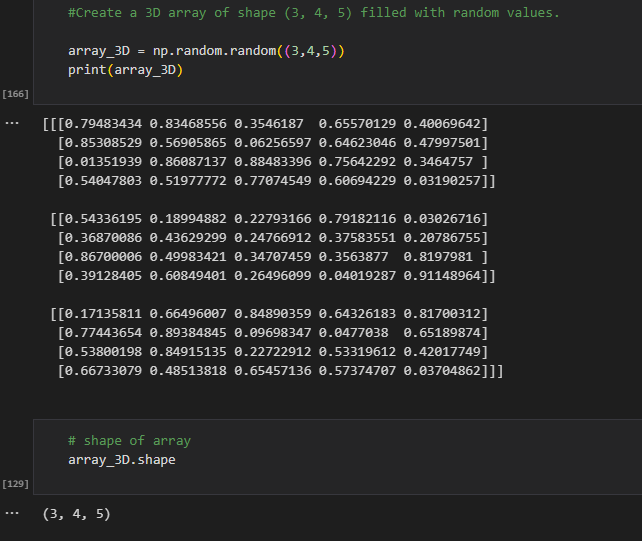 #Create a 3D array of shape (3, 4, 5) filled with random values.
array_3D = np.random.random((3,4,5))
print(array_3D)
[166]
... [[[0.79483434 0.83468556 0.3546187  0.65570129 0.40069642]
[0.85308529 0.56905865 0.06256597 0.64623046 0.47997501]
[0.01351939 0.86087137 0.88483396 0.75642292 0.3464757 ]
[0.54047803 0.51977772 0.77074549 0.60694229 0.03190257]]
[[0.54336195 0.18994882 0.22793166 0.79182116 0.03026716]
[0.36870086 0.43629299 0.24766912 0.37583551 0.20786755]
[0.86700006 0.49983421 0.34707459 0.3563877  0.8197981 ]
[0.39128405 0.60849401 0.26496099 0.04019287 0.91148964]]
[[0.17135811 0.66496007 0.84890359 0.64326183 0.81700312]
[0.77443654 0.89384845 0.09698347 0.0477038  0.65189874]
[0.53800198 0.84915135 0.22722912 0.53319612 0.42017749]
[0.66733079 0.48513818 0.65457136 0.57374707 0.03704862]]]
# shape of array
array_3D.shape
[129]
... (3, 4, 5)